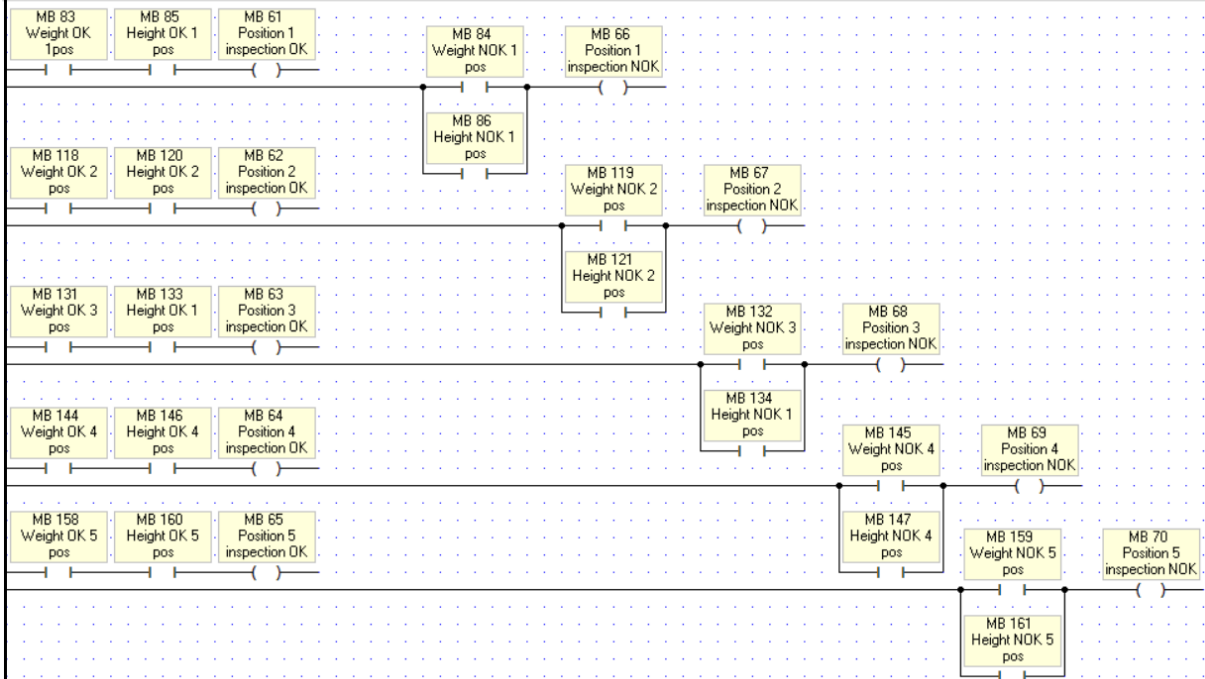 MB 83
Weight OK
1pos
MB 85
Height OK 1
pos
MB 61
Position 1
inspection OK
MB 84
Weight NOK 1
pos
MB 66
Position 1
inspection NOK
MB 86
Height NOK 1
pos
MB 118
Weight OK 2
pos
MB 120
Height OK 2
pos
MB 62
Position 2
inspection OK
MB 119
Weight NOK 2
pos
MB 67
Position 2
inspection NOK
MB 121
Height NOK 2
pos
MB 131
Weight OK 3
pos
MB 133
Height OK 1
pos
MB 63
Position 3
inspection OK
MB 132
Weight NOK 3
pos
MB 68
Position 3
inspection NOK
MB 134
Height NOK 1
pos
MB 144
Weight OK 4
pos
MB 146
Height OK 4
pos
MB 64
Position 4
inspection OK
MB 145
Weight NOK 4
pos
MB 69
Position 4
inspection NOK
MB 147
Height NOK 4
pos
MB 158
Weight OK 5
pos
MB 160
Height OK 5
pos
MB 65
Position 5
inspection OK
MB 159
Weight NOK 5
pos
MB 70
Position 5
inspection NOK
MB 161
Height NOK 5
pos